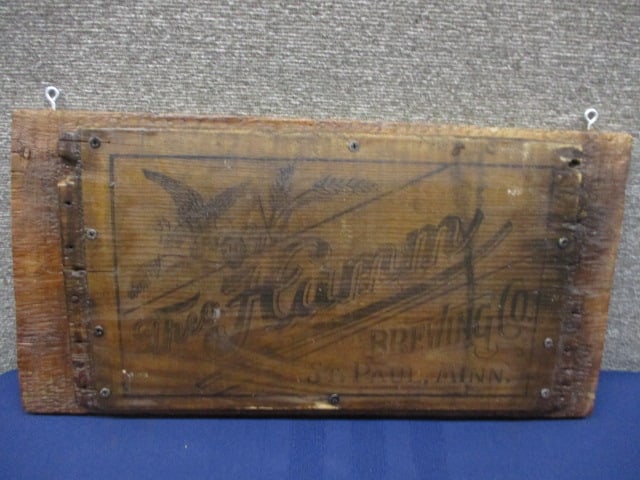 Theo. Hamm
BREWING CO.
ST. PAUL, MINN.